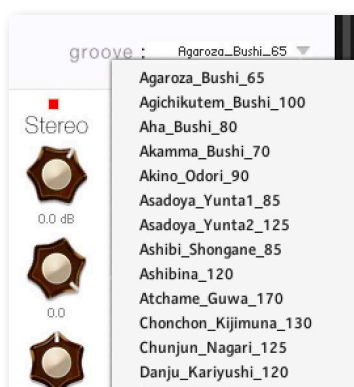 groove : Agaroza_Bushi_65
Agaroza_Bushi_65
Agichikutem_Bushi_100
Aha_Bushi_80
Akamma_Bushi_70
Akino_Odori_90
Asadoya_Yunta1_85
Asadoya_Yunta2_125
Ashibi_Shongane_85
Ashibina_120
Atchame_Guwa_170
Chonchon_Kijimuna_130
Chunjun_Nagari_125
Danju_Kariyushi_120
Stereo
0.0 dB
0.0